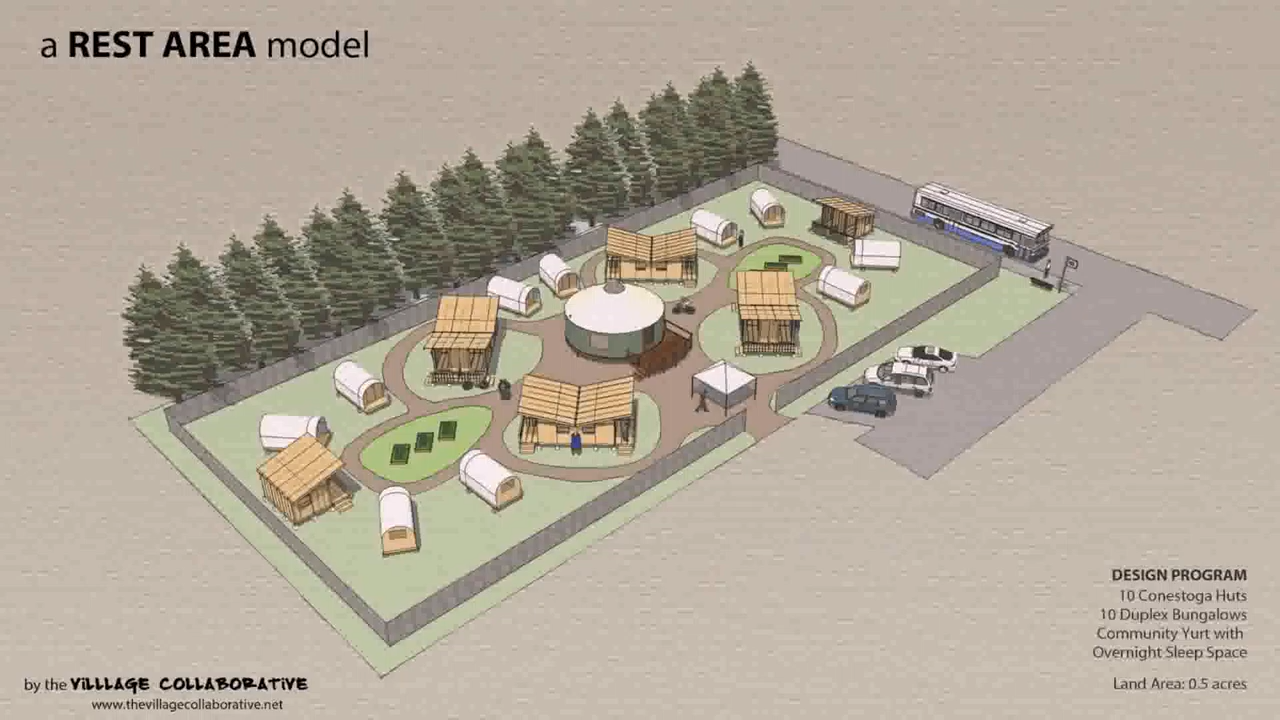 a REST AREA model
DESIGN PROGRAM
10 Conestoga Huts
10 Duplex Bungalows
Community Yurt with
Overnight Sleep Space
Land Area: 0.5 acres
by the VILLLAGE COLLABORATIVE
www.thevillagecollaborative.net